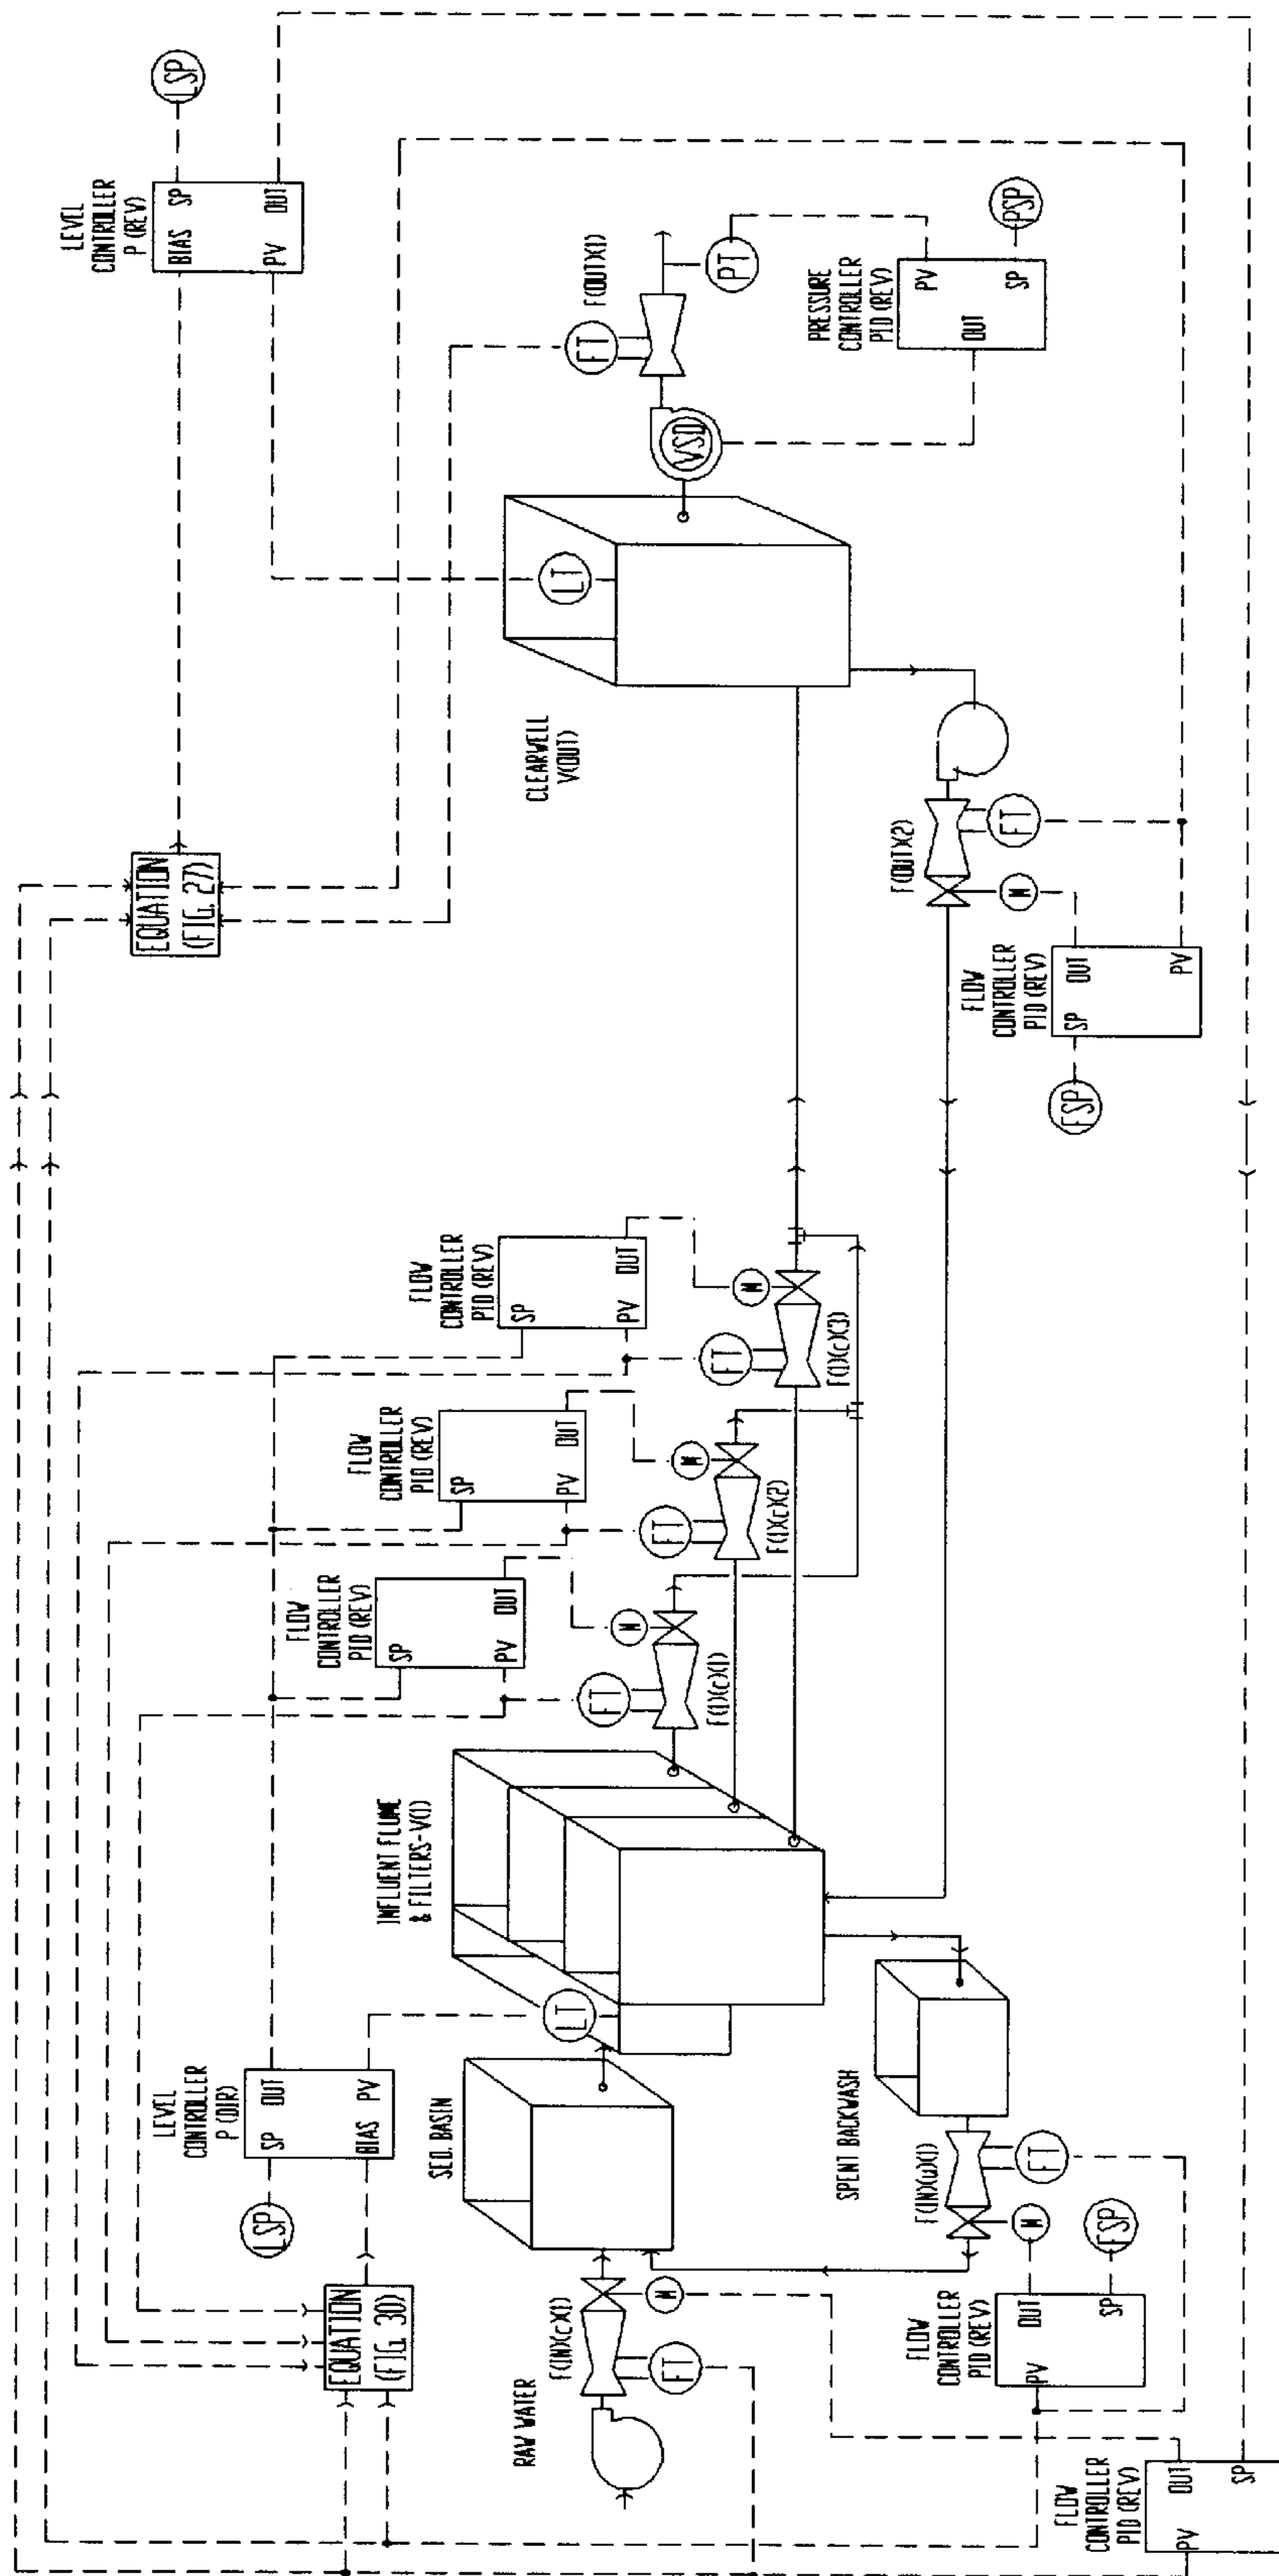 LEVEL
CONTROLLER
P (REV)
BIAS SP
PV OUT
LSP
EQUATION
(FIG. 27)
FT
F(OUT)(1)
PT
VSD
PRESSURE
CONTROLLER
PID (REV)
PV
OUT
SP
PSP
LT
CLEARWELL
V(OUT)
F(OUT)(2)
FT
M
FLOW
CONTROLLER
PID (REV)
SP OUT
PV
FSP
FLOW
CONTROLLER
PID (REV)
SP
PV OUT
M
FT
F(1)(c)(3)
FLOW
CONTROLLER
PID (REV)
SP
PV OUT
M
FT
F(1)(c)(2)
FLOW
CONTROLLER
PID (REV)
SP
PV OUT
M
FT
F(1)(c)(1)
INFLUENT FLUME
& FILTERS-V(1)
LT
LEVEL
CONTROLLER
P (DIR)
SP OUT
BIAS PV
LSP
SED. BASIN
EQUATION
(FIG. 30)
RAW WATER
F(IN)(c)(1)
M
FT
SPENT BACKWASH
F(IN)(u)(1)
FT
M
FSP
FLOW
CONTROLLER
PID (REV)
OUT
PV
SP
FLOW
CONTROLLER
PID (REV)
OUT
PV
SP